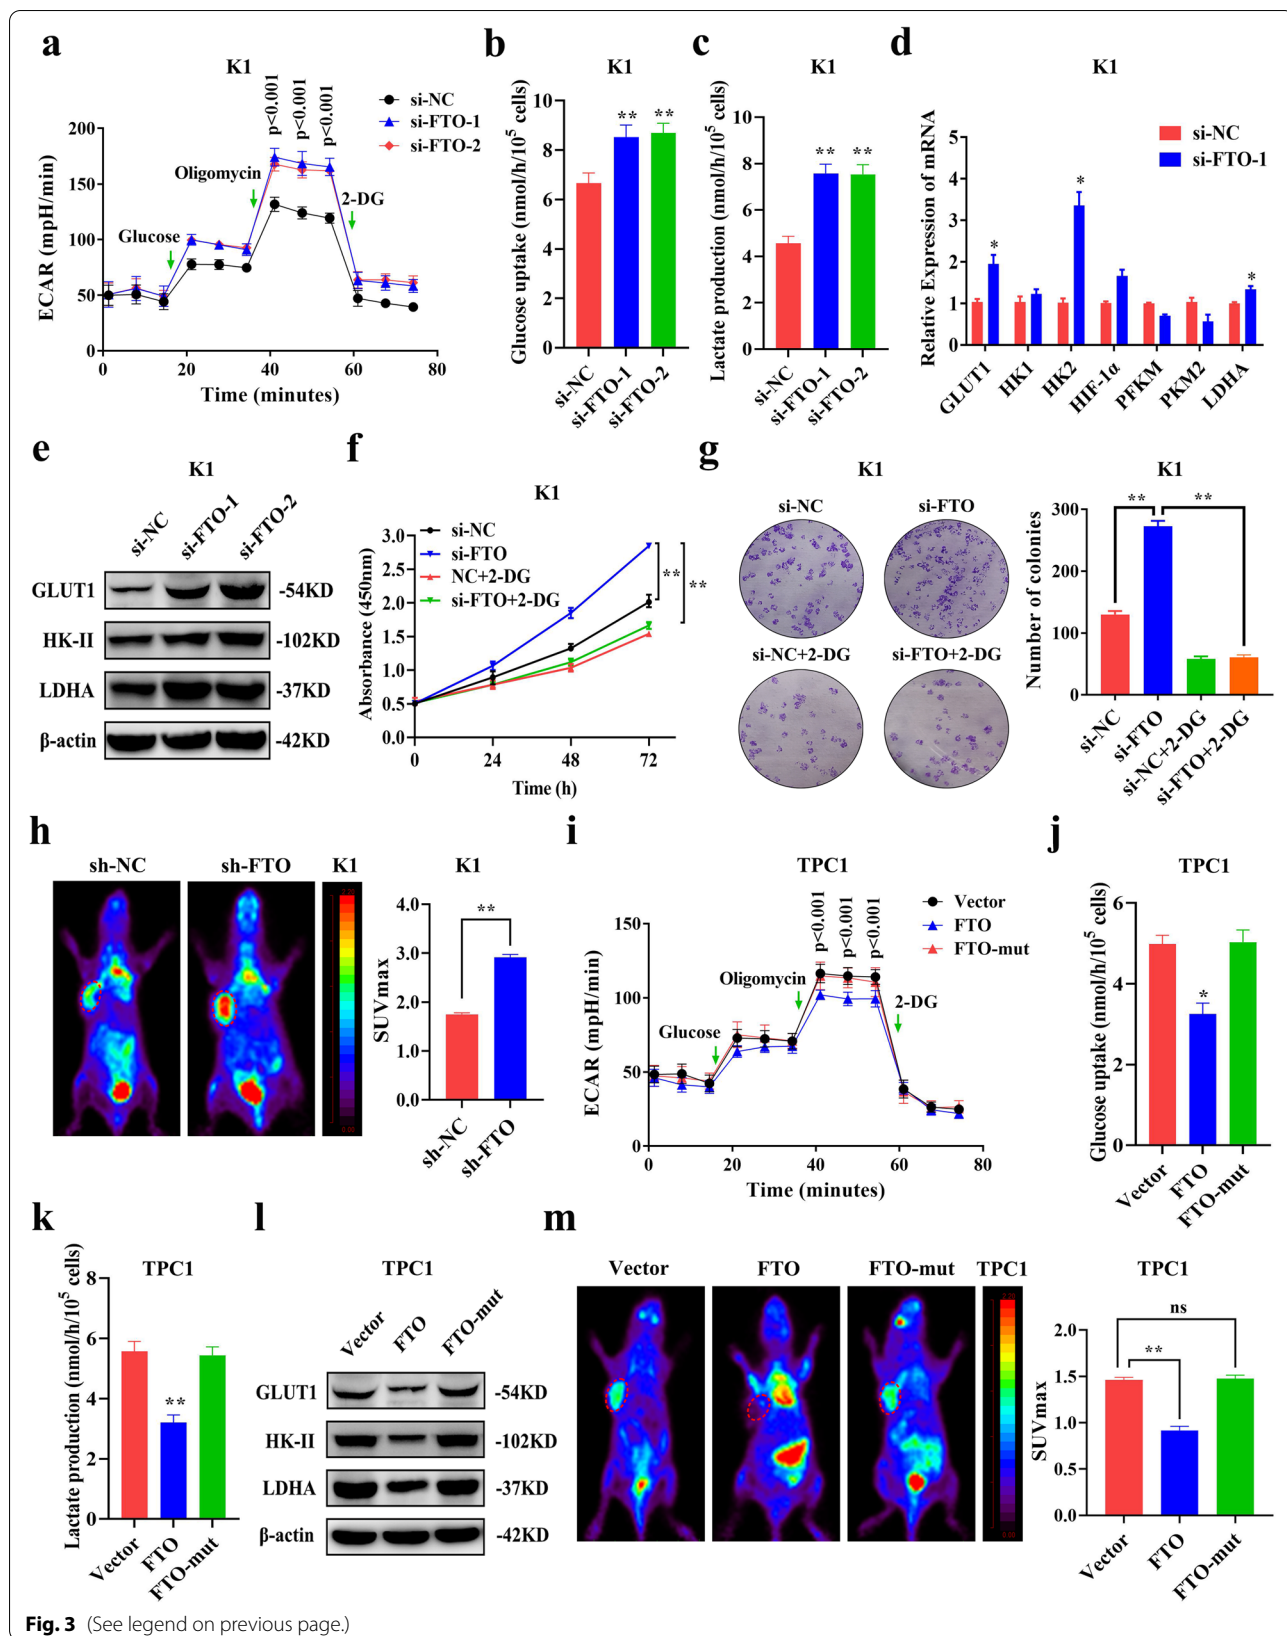 a
K1
si-NC
si-FTO-1
si-FTO-2
p<0.001
p<0.001
p<0.001
Oligomycin
Glucose
2-DG
ECAR (mpH/min)
200
150
100
50
0
0 20 40 60 80
Time (minutes)
b
K1
Glucose uptake (nmol/h/10⁵ cells)
10
8
6
4
2
0
** **
si-NC
si-FTO-1
si-FTO-2
c
K1
Lactate production (nmol/h/10⁵ cells)
10
8
6
4
2
0
** **
si-NC
si-FTO-1
si-FTO-2
d
K1
si-NC
si-FTO-1
Relative Expression of mRNA
5
4
3
2
1
0
* * *
GLUT1
HK1
HK2
HIF-1α
PFKM
PKM2
LDHA
e
K1
si-NC
si-FTO-1
si-FTO-2
GLUT1 -54KD
HK-II -102KD
LDHA -37KD
β-actin -42KD
f
K1
si-NC
si-FTO
NC+2-DG
si-FTO+2-DG
Absorbance (450nm)
3.0
2.5
2.0
1.5
1.0
0.5
0.0
** **
0 24 48 72
Time (h)
g
K1
si-NC si-FTO
si-NC+2-DG si-FTO+2-DG
K1
Number of colonies
300
200
100
0
** **
si-NC
si-FTO
si-NC+2-DG
si-FTO+2-DG
h
sh-NC sh-FTO K1
K1
SUVmax
4.0
3.0
2.0
1.0
0.0
**
sh-NC
sh-FTO
i
TPC1
Vector
FTO
FTO-mut
p<0.001
p<0.001
p<0.001
Oligomycin
Glucose
2-DG
ECAR (mpH/min)
150
100
50
0
0 20 40 60 80
Time (minutes)
j
TPC1
Glucose uptake (nmol/h/10⁵ cells)
6
4
2
0
*
Vector
FTO
FTO-mut
k
TPC1
Lactate production (nmol/h/10⁵ cells)
8
6
4
2
0
**
Vector
FTO
FTO-mut
l
TPC1
Vector
FTO
FTO-mut
GLUT1 -54KD
HK-II -102KD
LDHA -37KD
β-actin -42KD
m
Vector FTO FTO-mut TPC1
TPC1
SUVmax
2.0
1.5
1.0
0.5
0.0
ns
**
Vector
FTO
FTO-mut
Fig. 3 (See legend on previous page.)